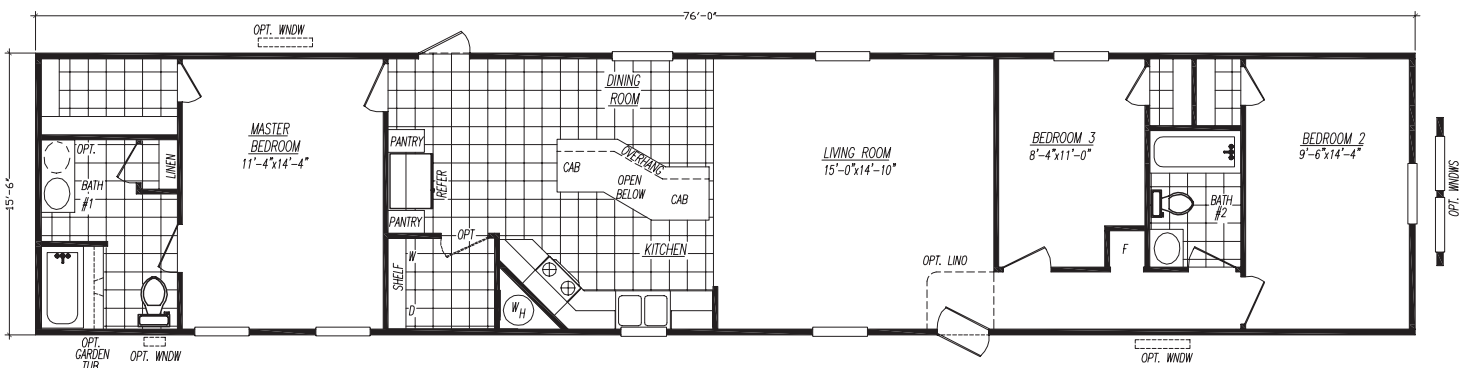 76'-0"
OPT. WNDW
15'-6"
MASTER
BEDROOM
11'-4"x14'-4"
OPT.
LINEN
BATH
#1
OPT.
GARDEN
TUB
OPT. WNDW
DINING
ROOM
PANTRY
REFER
PANTRY
OVERHANG
CAB
OPEN
BELOW
CAB
KITCHEN
OPT
SHELF
W
D
WH
LIVING ROOM
15'-0"x14'-10"
OPT. LINO
BEDROOM 3
8'-4"x11'-0"
F
BATH
#2
BEDROOM 2
9'-6"x14'-4"
OPT. WNDW
OPT. WNDWS